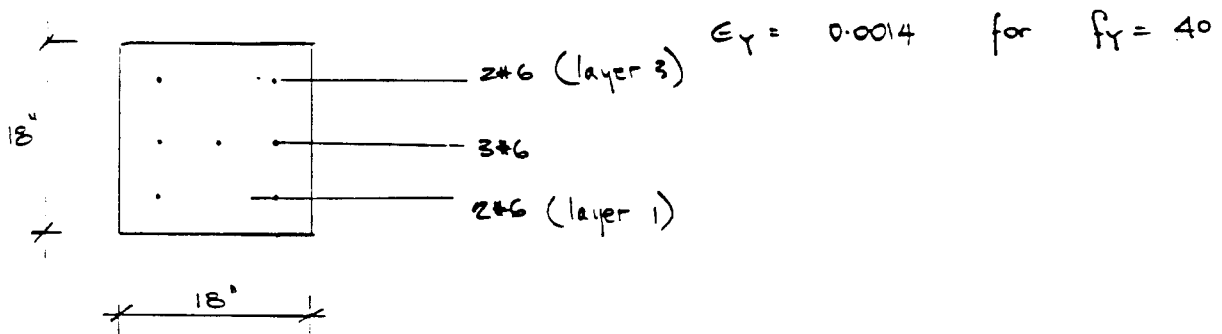 ϵY = 0.0014 for fY = 40
2#6 (layer 3)
18"
3#6
2#6 (layer 1)
18"